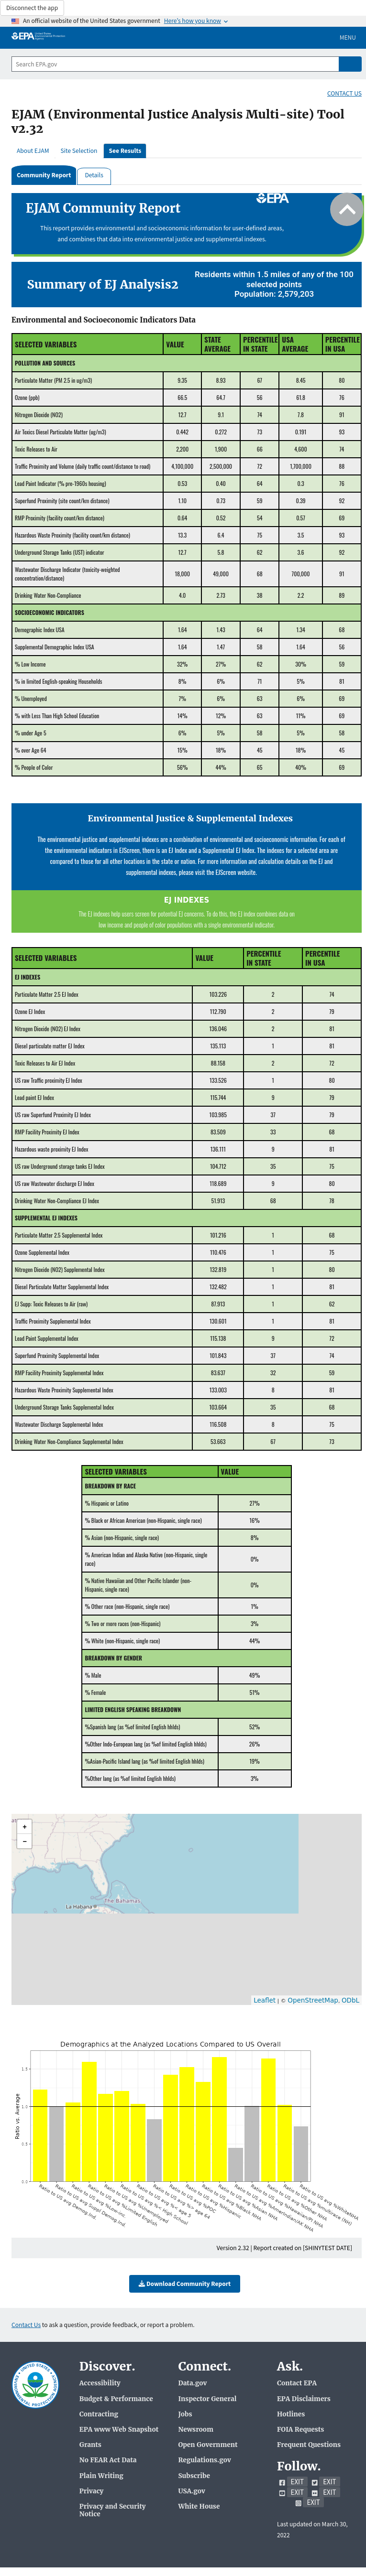 Disconnect the app
An official website of the United States government Here's how you know
EPA United States Environmental Protection Agency
MENU
Search EPA.gov
CONTACT US
EJAM (Environmental Justice Analysis Multi-site) Tool
v2.32
About EJAM Site Selection See Results
Community Report Details
EPA
EJAM Community Report
This report provides environmental and socioeconomic information for user-defined areas,
and combines that data into environmental justice and supplemental indexes.
Summary of EJ Analysis2
Residents within 1.5 miles of any of the 100
selected points
Population: 2,579,203
Environmental and Socioeconomic Indicators Data
SELECTED VARIABLES VALUE STATE AVERAGE PERCENTILE IN STATE USA AVERAGE PERCENTILE IN USA
POLLUTION AND SOURCES
Particulate Matter (PM 2.5 in ug/m3) 9.35 8.93 67 8.45 80
Ozone (ppb) 66.5 64.7 56 61.8 76
Nitrogen Dioxide (NO2) 12.7 9.1 74 7.8 91
Air Toxics Diesel Particulate Matter (ug/m3) 0.442 0.272 73 0.191 93
Toxic Releases to Air 2,200 1,900 66 4,600 74
Traffic Proximity and Volume (daily traffic count/distance to road) 4,100,000 2,500,000 72 1,700,000 88
Lead Paint Indicator (% pre-1960s housing) 0.53 0.40 64 0.3 76
Superfund Proximity (site count/km distance) 1.10 0.73 59 0.39 92
RMP Proximity (facility count/km distance) 0.64 0.52 54 0.57 69
Hazardous Waste Proximity (facility count/km distance) 13.3 6.4 75 3.5 93
Underground Storage Tanks (UST) indicator 12.7 5.8 62 3.6 92
Wastewater Discharge Indicator (toxicity-weighted
concentration/distance) 18,000 49,000 68 700,000 91
Drinking Water Non-Compliance 4.0 2.73 38 2.2 89
SOCIOECONOMIC INDICATORS
Demographic Index USA 1.64 1.43 64 1.34 68
Supplemental Demographic Index USA 1.64 1.47 58 1.64 56
% Low Income 32% 27% 62 30% 59
% in limited English-speaking Households 8% 6% 71 5% 81
% Unemployed 7% 6% 63 6% 69
% with Less Than High School Education 14% 12% 63 11% 69
% under Age 5 6% 5% 58 5% 58
% over Age 64 15% 18% 45 18% 45
% People of Color 56% 44% 65 40% 69
Environmental Justice & Supplemental Indexes
The environmental justice and supplemental indexes are a combination of environmental and socioeconomic information. For each of
the environmental indicators in EJScreen, there is an EJ Index and a Supplemental EJ Index. The indexes for a selected area are
compared to those for all other locations in the state or nation. For more information and calculation details on the EJ and
supplemental indexes, please visit the EJScreen website.
EJ INDEXES
The EJ indexes help users screen for potential EJ concerns. To do this, the EJ index combines data on
low income and people of color populations with a single environmental indicator.
SELECTED VARIABLES VALUE PERCENTILE IN STATE PERCENTILE IN USA
EJ INDEXES
Particulate Matter 2.5 EJ Index 103.226 2 74
Ozone EJ Index 112.790 2 79
Nitrogen Dioxide (NO2) EJ Index 136.046 2 81
Diesel particulate matter EJ Index 135.113 1 81
Toxic Releases to Air EJ Index 88.158 2 72
US raw Traffic proximity EJ Index 133.526 1 80
Lead paint EJ Index 115.744 9 79
US raw Superfund Proximity EJ Index 103.985 37 79
RMP Facility Proximity EJ Index 83.509 33 68
Hazardous waste proximity EJ Index 136.111 9 81
US raw Underground storage tanks EJ Index 104.712 35 75
US raw Wastewater discharge EJ Index 118.689 9 80
Drinking Water Non-Compliance EJ Index 51.913 68 78
SUPPLEMENTAL EJ INDEXES
Particulate Matter 2.5 Supplemental Index 101.216 1 68
Ozone Supplemental Index 110.476 1 75
Nitrogen Dioxide (NO2) Supplemental Index 132.819 1 80
Diesel Particulate Matter Supplemental Index 132.482 1 81
EJ Supp: Toxic Releases to Air (raw) 87.913 1 62
Traffic Proximity Supplemental Index 130.601 1 81
Lead Paint Supplemental Index 115.138 9 72
Superfund Proximity Supplemental Index 101.843 37 74
RMP Facility Proximity Supplemental Index 83.637 32 59
Hazardous Waste Proximity Supplemental Index 133.003 8 81
Underground Storage Tanks Supplemental Index 103.664 35 68
Wastewater Discharge Supplemental Index 116.508 8 75
Drinking Water Non-Compliance Supplemental Index 53.663 67 73
SELECTED VARIABLES VALUE
BREAKDOWN BY RACE
% Hispanic or Latino 27%
% Black or African American (non-Hispanic, single race) 16%
% Asian (non-Hispanic, single race) 8%
% American Indian and Alaska Native (non-Hispanic, single
race) 0%
% Native Hawaiian and Other Pacific Islander (non-
Hispanic, single race) 0%
% Other race (non-Hispanic, single race) 1%
% Two or more races (non-Hispanic) 3%
% White (non-Hispanic, single race) 44%
BREAKDOWN BY GENDER
% Male 49%
% Female 51%
LIMITED ENGLISH SPEAKING BREAKDOWN
%Spanish lang (as %of limited English hhlds) 52%
%Other Indo-European lang (as %of limited English hhlds) 26%
%Asian-Pacific Island lang (as %of limited English hhlds) 19%
%Other lang (as %of limited English hhlds) 3%
+
−
La Habana
The Bahamas
Leaflet | © OpenStreetMap, ODbL
Demographics at the Analyzed Locations Compared to US Overall
Ratio vs. Average
1.5
1.0
0.5
0.0
Ratio to US avg Demog.Ind
Ratio to US avg Suppl Demog.Ind
Ratio to US avg %Low-inc
Ratio to US avg %Limited English
Ratio to US avg %Unemployed
Ratio to US avg %< High School
Ratio to US avg %< age 5
Ratio to US avg %> age 64
Ratio to US avg %POC
Ratio to US avg %Hispanic
Ratio to US avg %Black NHA
Ratio to US avg %Asian NHA
Ratio to US avg %AmerIndian/AK NHA
Ratio to US avg %Hawaiian/PI NHA
Ratio to US avg %Other NHA
Ratio to US avg %multirace (NH)
Ratio to US avg %WhiteNHA
Version 2.32 | Report created on [SHINYTEST DATE]
Download Community Report
Contact Us to ask a question, provide feedback, or report a problem.
Discover. Connect. Ask.
Accessibility Data.gov Contact EPA
Budget & Performance Inspector General EPA Disclaimers
Contracting Jobs Hotlines
EPA www Web Snapshot Newsroom FOIA Requests
Grants Open Government Frequent Questions
No FEAR Act Data Regulations.gov
Plain Writing Subscribe
Privacy USA.gov
Privacy and Security
Notice
White House
Follow.
EXIT EXIT
EXIT EXIT
EXIT
Last updated on March 30,
2022